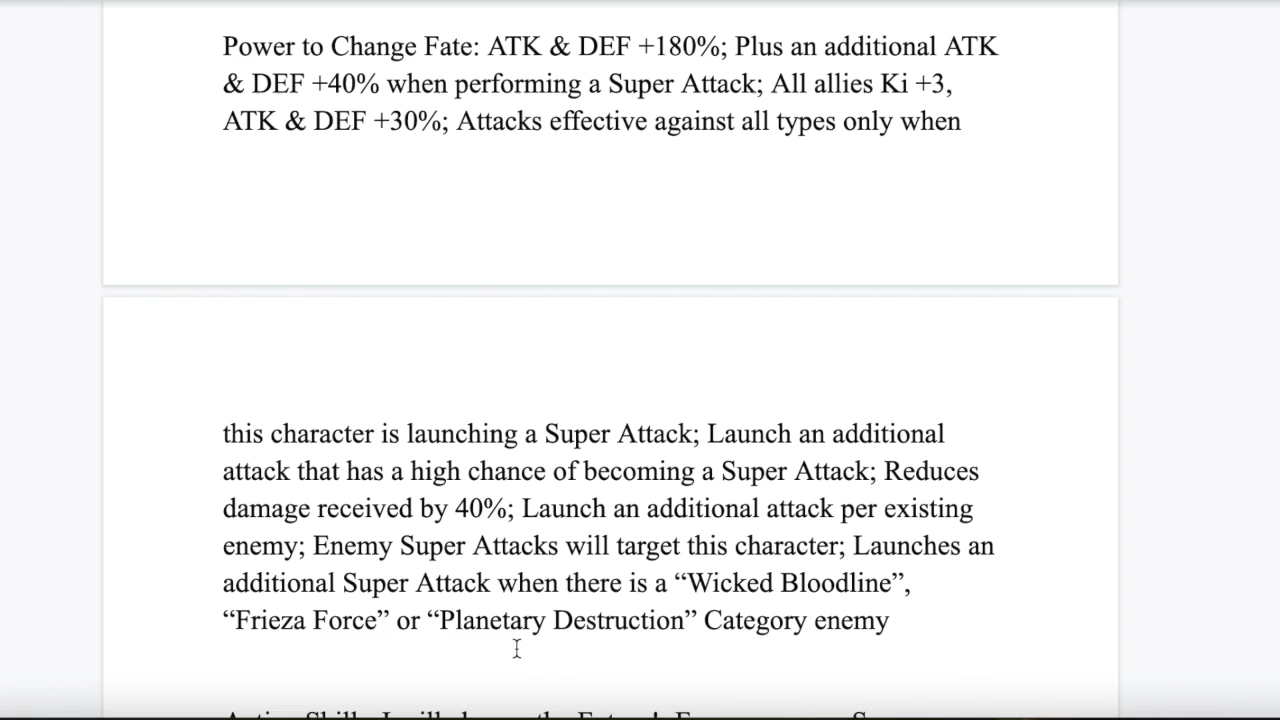 Power to Change Fate: ATK & DEF +180%; Plus an additional ATK
& DEF +40% when performing a Super Attack; All allies Ki +3,
ATK & DEF +30%; Attacks effective against all types only when
this character is launching a Super Attack; Launch an additional
attack that has a high chance of becoming a Super Attack; Reduces
damage received by 40%; Launch an additional attack per existing
enemy; Enemy Super Attacks will target this character; Launches an
additional Super Attack when there is a “Wicked Bloodline”,
“Frieza Force” or “Planetary Destruction” Category enemy